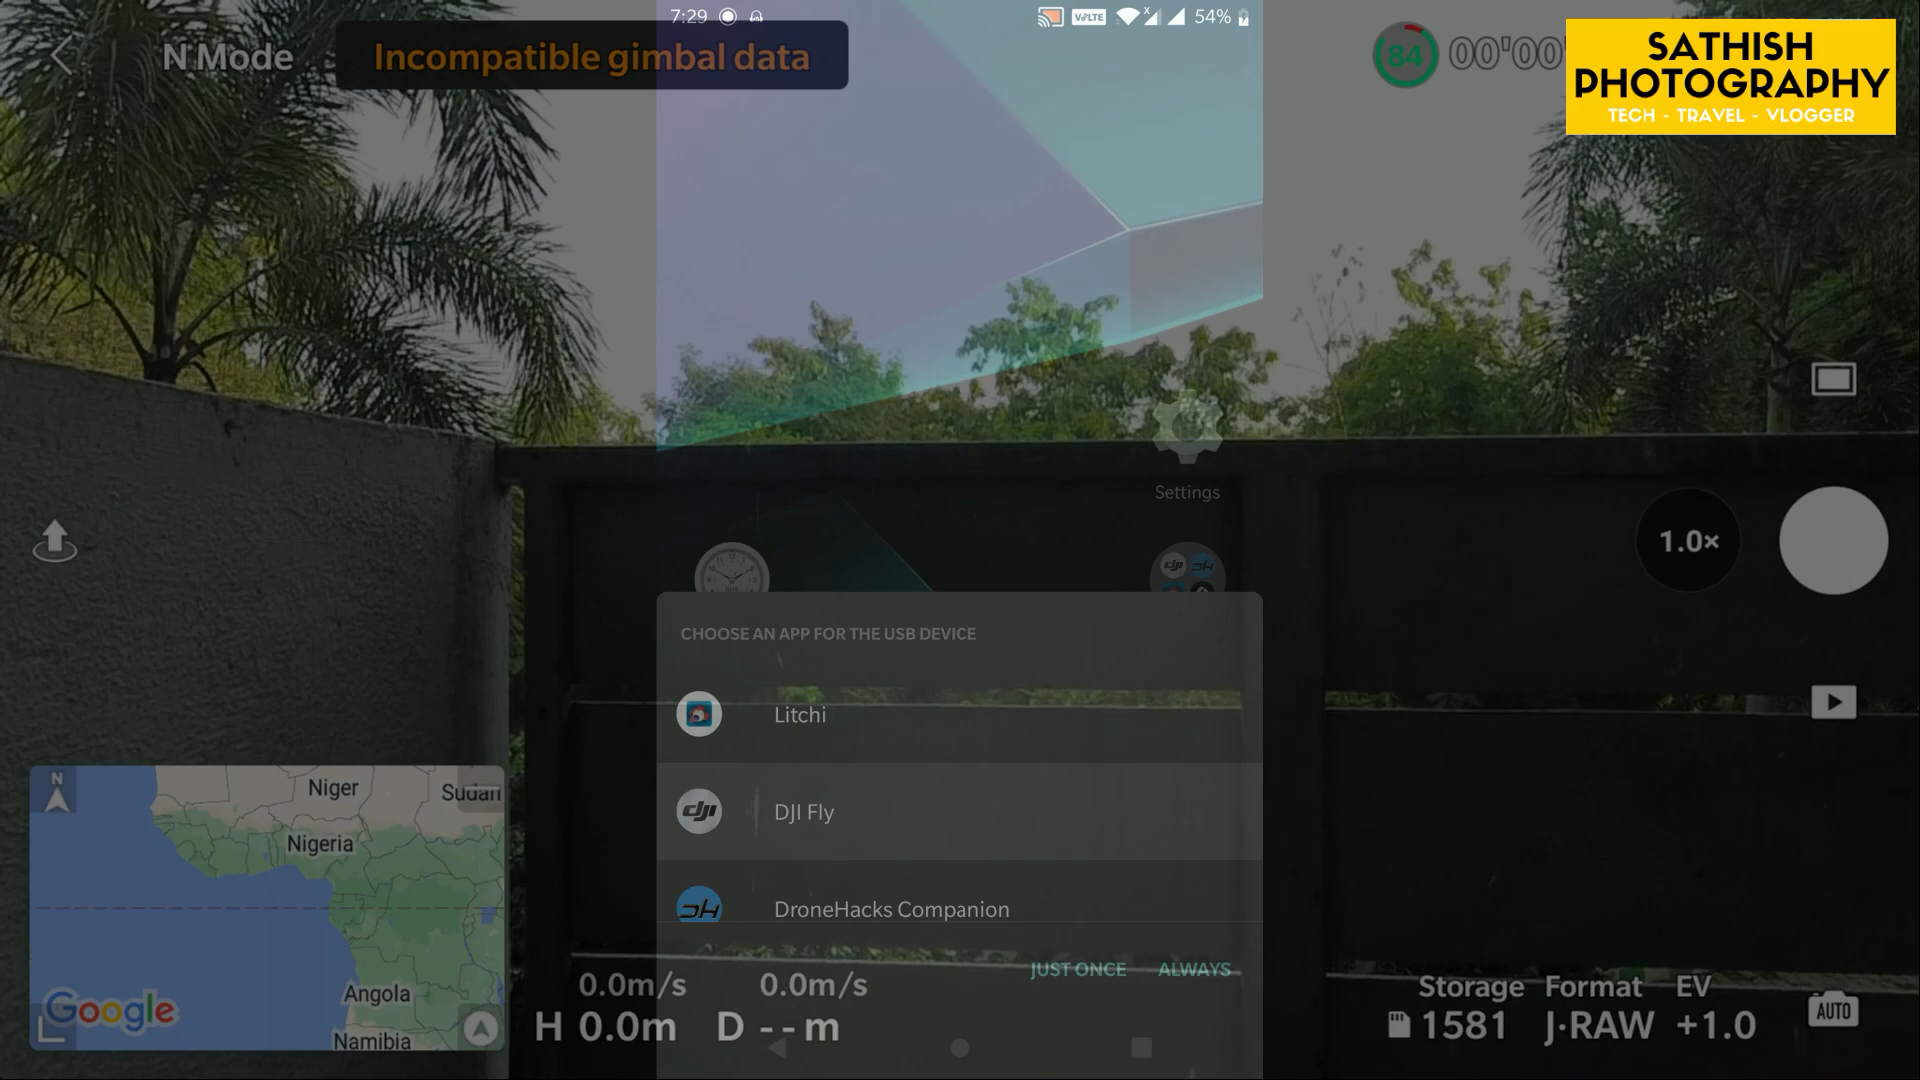 7:29
VoLTE
X
54%
N Mode
Incompatible gimbal data
84
00'00
SATHISH
PHOTOGRAPHY
TECH - TRAVEL - VLOGGER
Settings
CHOOSE AN APP FOR THE USB DEVICE
1.0×
Litchi
DJI Fly
DroneHacks Companion
JUST ONCE
ALWAYS
N
Niger
Sudan
Nigeria
Angola
Google
Namibia
0.0m/s
0.0m/s
H 0.0m
D --m
Storage
Format
EV
1581
J·RAW
+1.0
AUTO